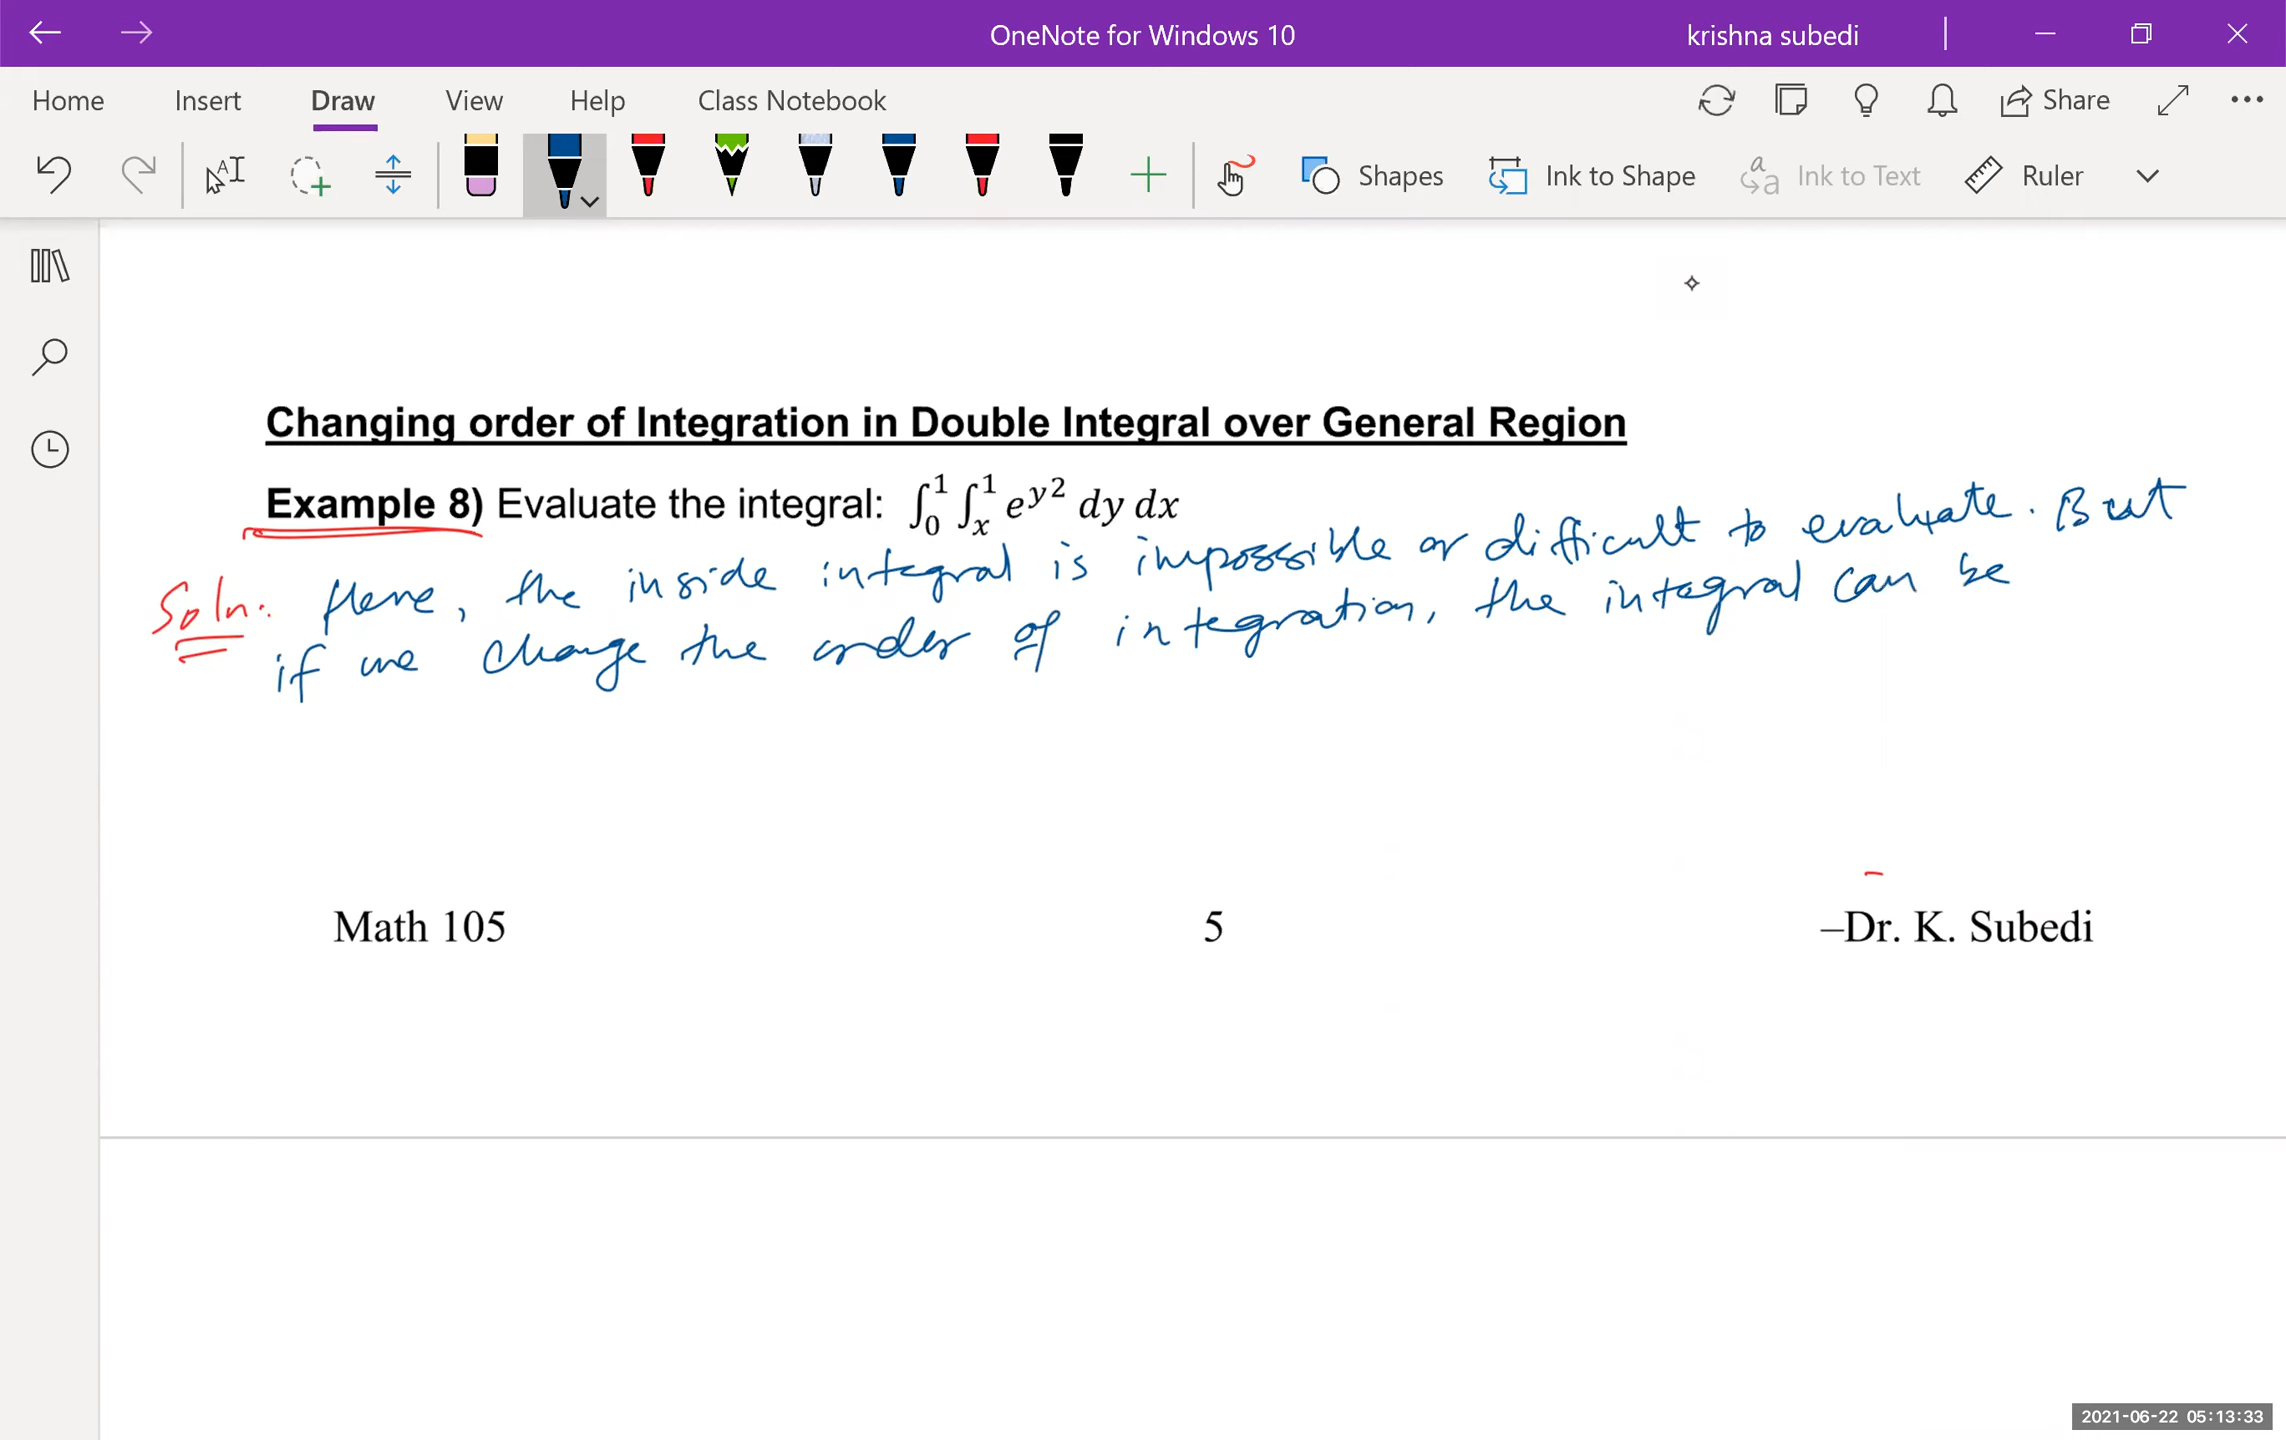 OneNote for Windows 10
krishna subedi
Home Insert Draw View Help Class Notebook Share
Shapes Ink to Shape Ink to Text Ruler
Changing order of Integration in Double Integral over General Region
Example 8) Evaluate the integral: ∫₀¹ ∫ₓ¹ e^{y²} dy dx
Soln: Here, the inside integral is impossible or difficult to evaluate. But
if we change the order of integration, the integral can be
Math 105 5 –Dr. K. Subedi
2021-06-22 05:13:33